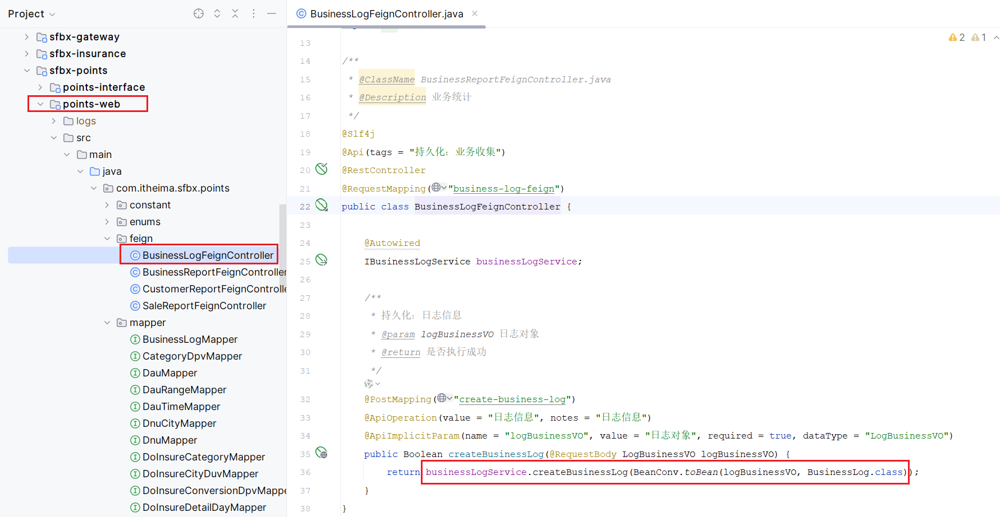 Project
sfbx-gateway
sfbx-insurance
sfbx-points
points-interface
points-web
logs
src
main
java
com.itheima.sfbx.points
constant
enums
feign
BusinessLogFeignController
BusinessReportFeignController
CustomerReportFeignControlle
SaleReportFeignController
mapper
BusinessLogMapper
CategoryDpvMapper
DauMapper
DauRangeMapper
DauTimeMapper
DnuCityMapper
DnuMapper
DoInsureCategoryMapper
DoInsureCityDuvMapper
DoInsureConversionDpvMappe
DoInsureDetailDayMapper
BusinessLogFeignController.java
2 1
13
14 /**
15 * @ClassName BusinessReportFeignController.java
16 * @Description 业务统计
17 */
18 @Slf4j
19 @Api(tags = "持久化：业务收集")
20 @RestController
21 @RequestMapping("business-log-feign")
22 public class BusinessLogFeignController {
23
24 @Autowired
25 IBusinessLogService businessLogService;
26
27 /**
28 * 持久化：日志信息
29 * @param logBusinessVO 日志对象
30 * @return 是否执行成功
31 */
32 @PostMapping("create-business-log")
33 @ApiOperation(value = "日志信息", notes = "日志信息")
34 @ApiImplicitParam(name = "logBusinessVO", value = "日志对象", required = true, dataType = "LogBusinessVO")
35 public Boolean createBusinessLog(@RequestBody LogBusinessVO logBusinessVO) {
36 return businessLogService.createBusinessLog(BeanConv.toBean(logBusinessVO, BusinessLog.class));
37 }
38 }